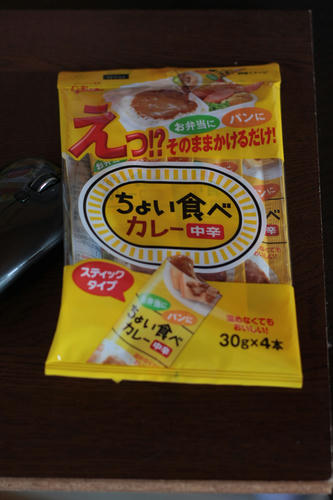 えっ!?
お弁当に
パンに
そのままかけるだけ!
ちょい食べ
カレー 中辛
スティック
タイプ
お弁当に
パンに
ちょい食べ
カレー 中辛
温めなくても
おいしい!
30g×4本